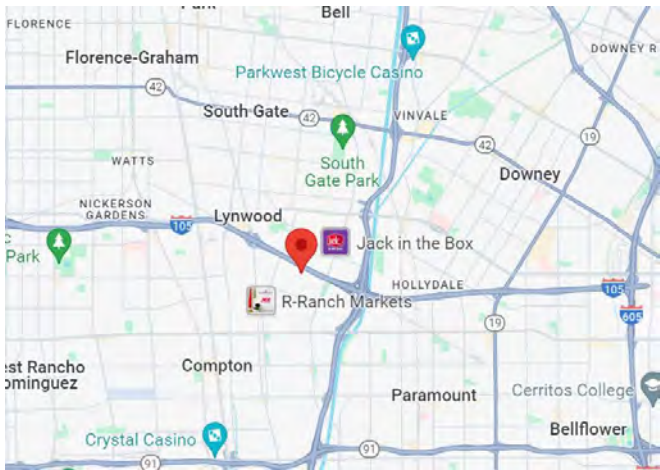 Park
Bell
FLORENCE
DOWNEY R
Florence-Graham
Parkwest Bicycle Casino
42
South Gate
42
VINVALE
19
WATTS
South
Gate Park
42
Downey
NICKERSON
GARDENS
105
Lynwood
Park
Jack in the Box
HOLLYDALE
105
R-Ranch Markets
19
605
est Rancho
ominguez
Compton
Paramount
Cerritos College
Crystal Casino
91
91
Bellflower